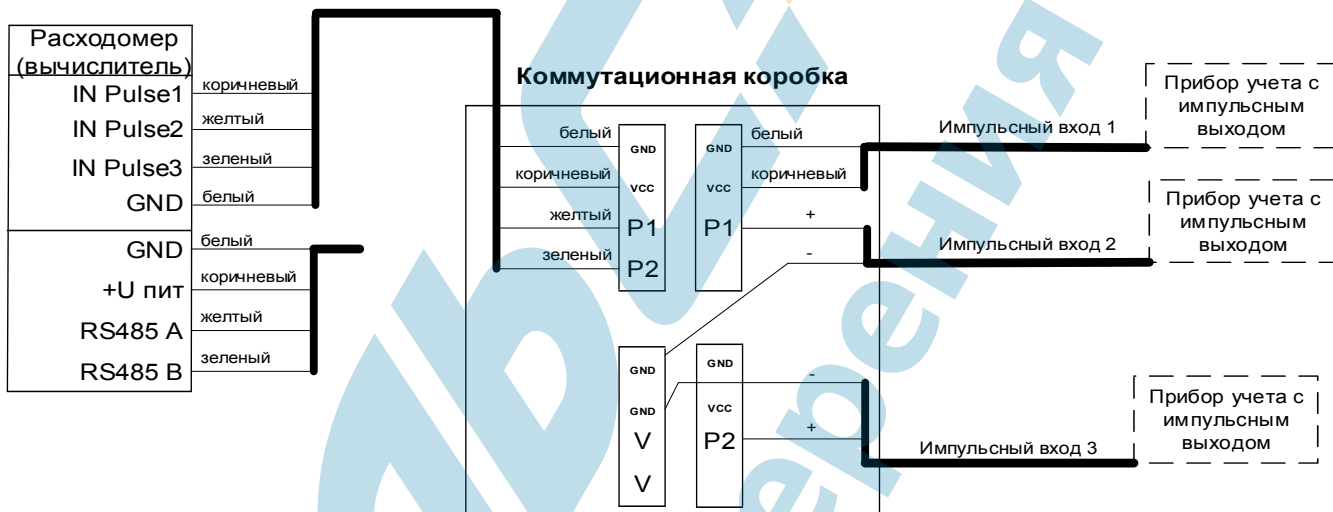 Расходомер
(вычислитель)
IN Pulse1
коричневый
IN Pulse2
желтый
IN Pulse3
зеленый
GND
белый
GND
белый
+U пит
коричневый
RS485 A
желтый
RS485 B
зеленый
Коммутационная коробка
белый
GND
коричневый
VCC
желтый
P1
зеленый
P2
GND
белый
VCC
коричневый
P1
+
-
GND
GND
V
V
GND
-
VCC
P2
+
Импульсный вход 1
Прибор учета с
импульсным
выходом
Импульсный вход 2
Прибор учета с
импульсным
выходом
Импульсный вход 3
Прибор учета с
импульсным
выходом